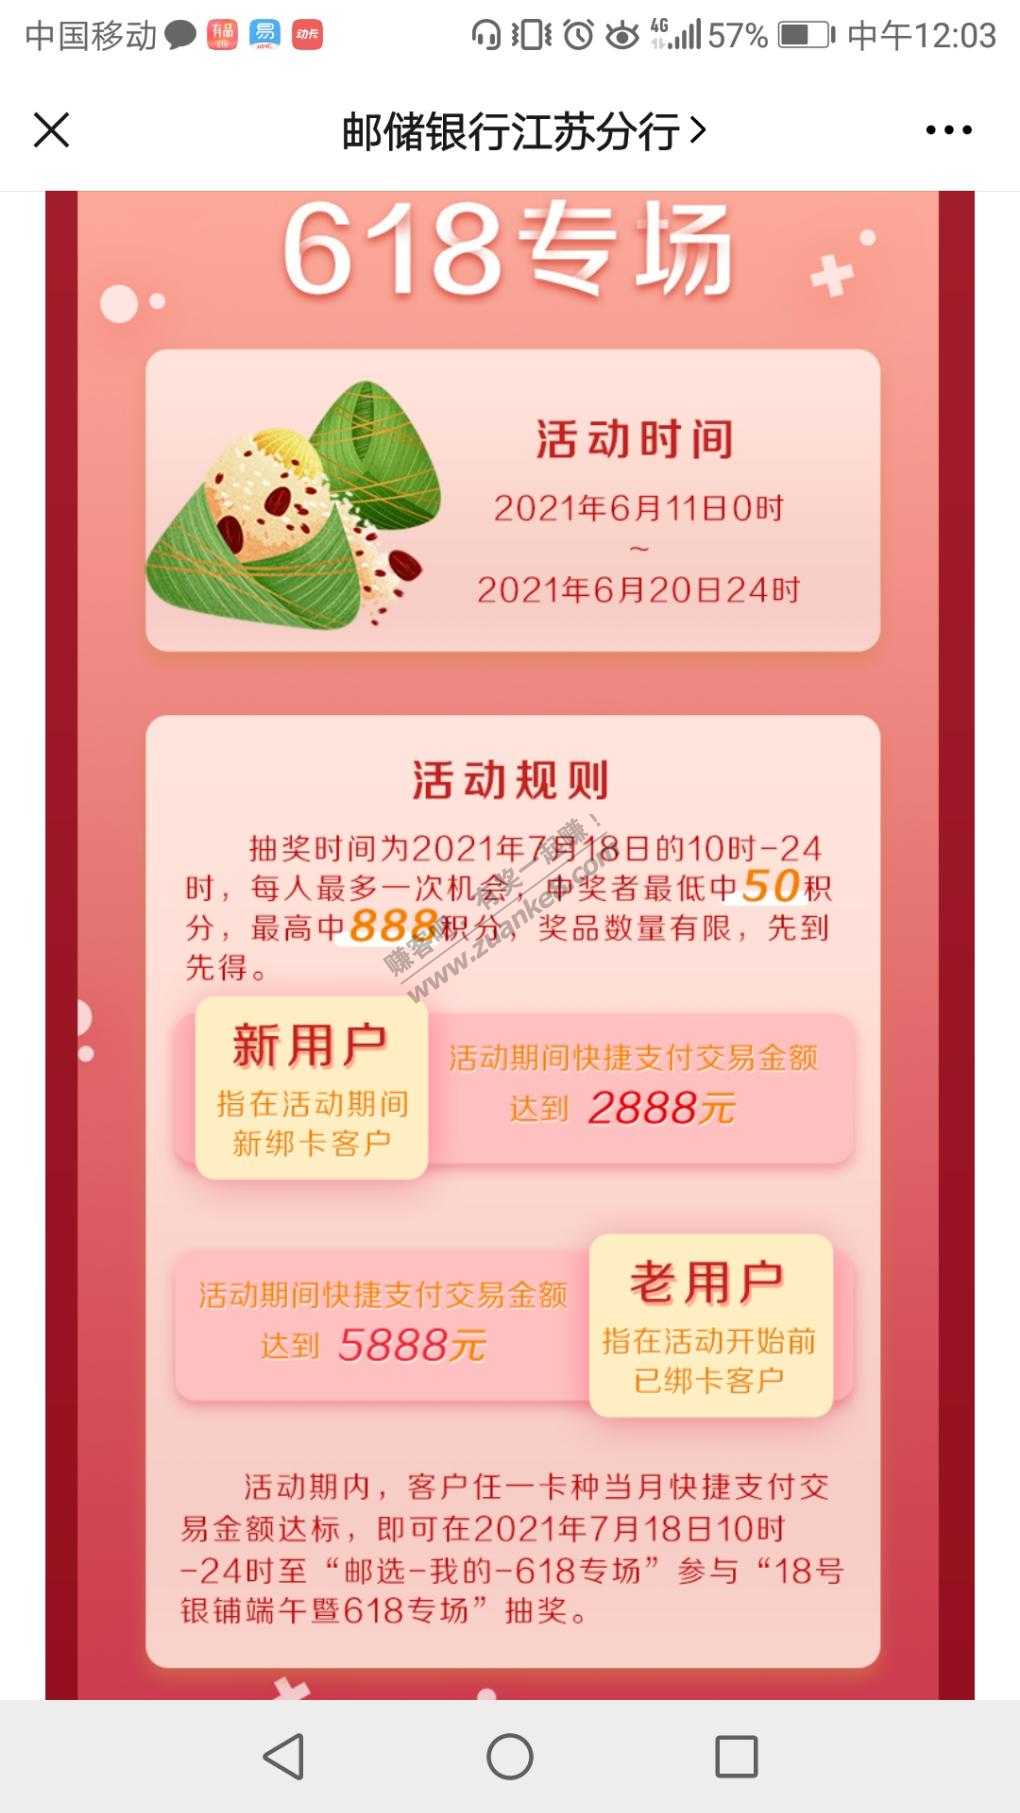 中国移动 有品 易 动卡 4G 57% 中午12:03
邮储银行江苏分行
618专场
活动时间
2021年6月11日0时
~
2021年6月20日24时
活动规则
抽奖时间为2021年7月18日的10时-24
时，每人最多一次机会，中奖者最低中50积
分，最高中888积分，奖品数量有限，先到
先得。
赚客吧，有奖一起赚！
www.zuanke8.com
新用户
指在活动期间
新绑卡客户
活动期间快捷支付交易金额
达到 2888元
活动期间快捷支付交易金额
达到 5888元
老用户
指在活动开始前
已绑卡客户
活动期内，客户任一卡种当月快捷支付交
易金额达标，即可在2021年7月18日10时
-24时至“邮选-我的-618专场”参与“18号
银铺端午暨618专场”抽奖。